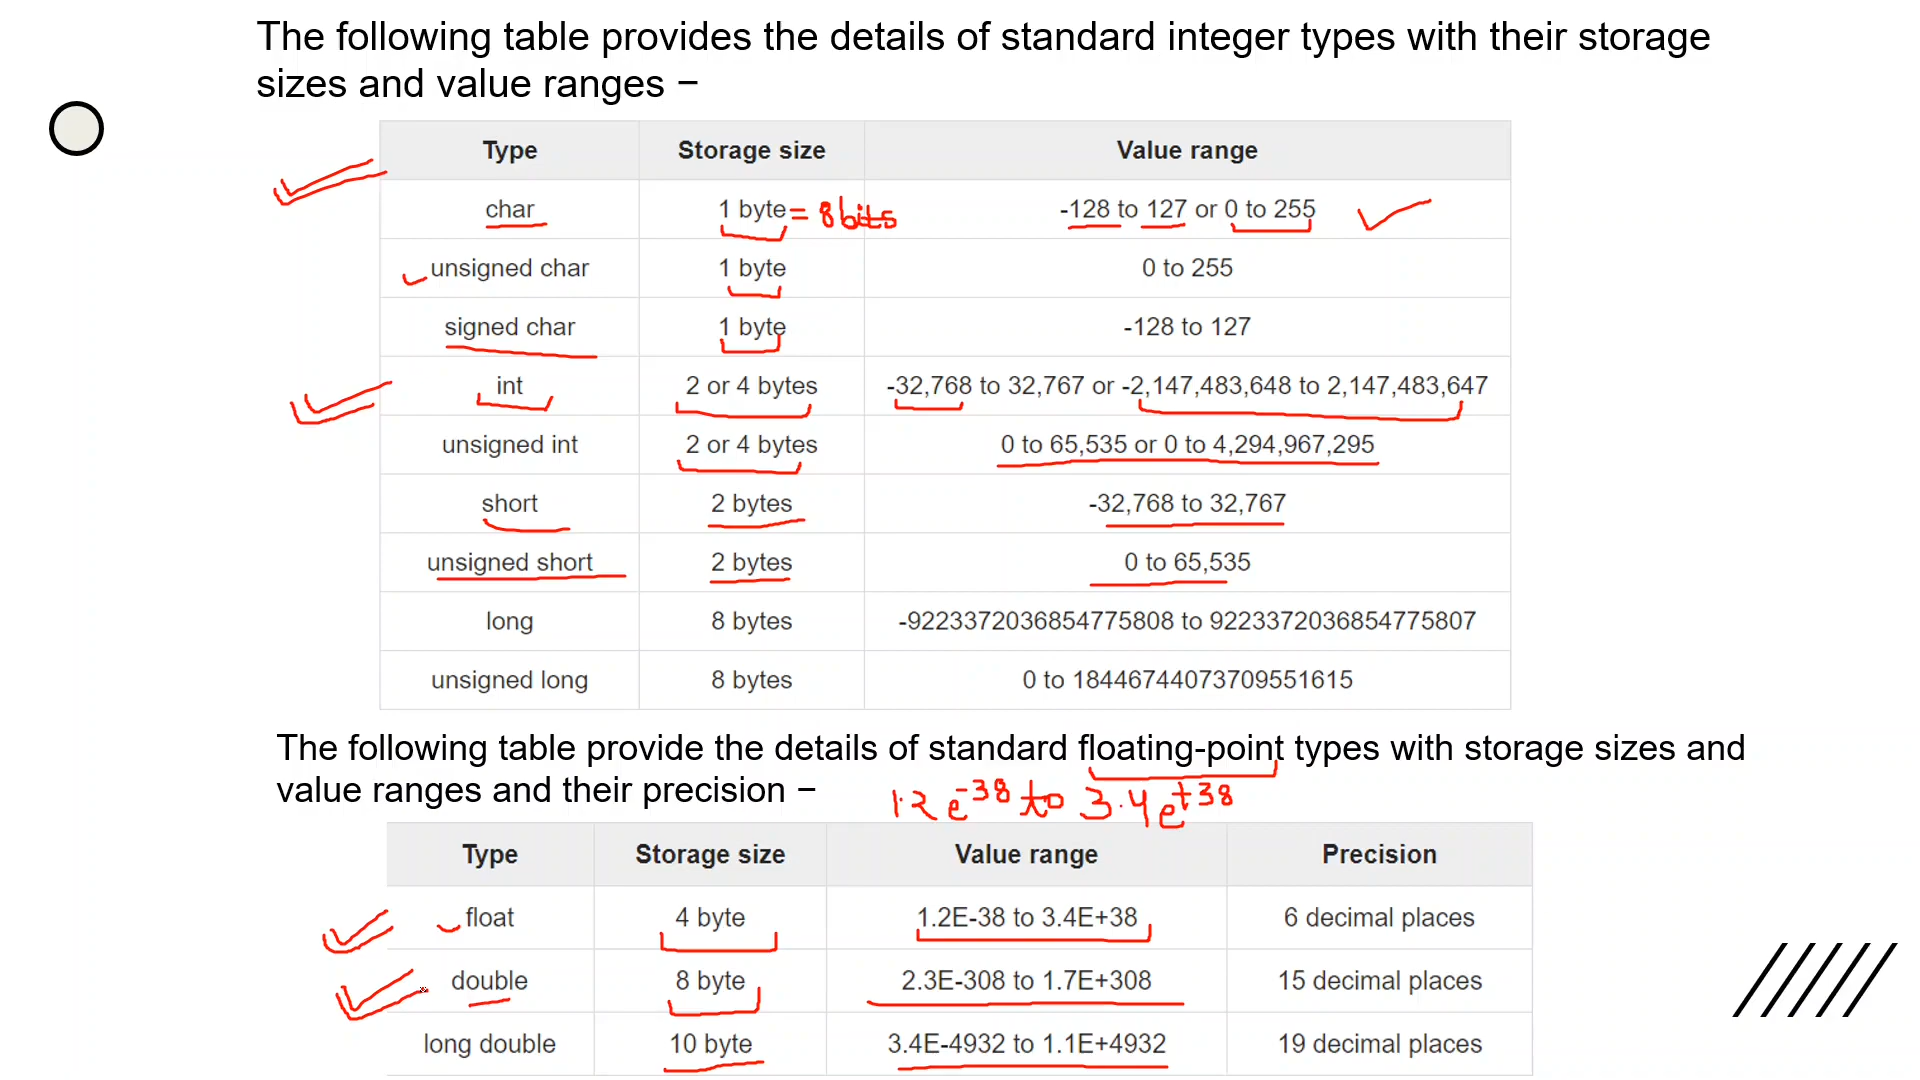 The following table provides the details of standard integer types with their storage
sizes and value ranges −
Type Storage size Value range
char 1 byte = 8 bits -128 to 127 or 0 to 255
unsigned char 1 byte 0 to 255
signed char 1 byte -128 to 127
int 2 or 4 bytes -32,768 to 32,767 or -2,147,483,648 to 2,147,483,647
unsigned int 2 or 4 bytes 0 to 65,535 or 0 to 4,294,967,295
short 2 bytes -32,768 to 32,767
unsigned short 2 bytes 0 to 65,535
long 8 bytes -9223372036854775808 to 9223372036854775807
unsigned long 8 bytes 0 to 18446744073709551615
The following table provide the details of standard floating-point types with storage sizes and
value ranges and their precision −
1.2 e-38 to 3.4 e+38
Type Storage size Value range Precision
float 4 byte 1.2E-38 to 3.4E+38 6 decimal places
double 8 byte 2.3E-308 to 1.7E+308 15 decimal places
long double 10 byte 3.4E-4932 to 1.1E+4932 19 decimal places